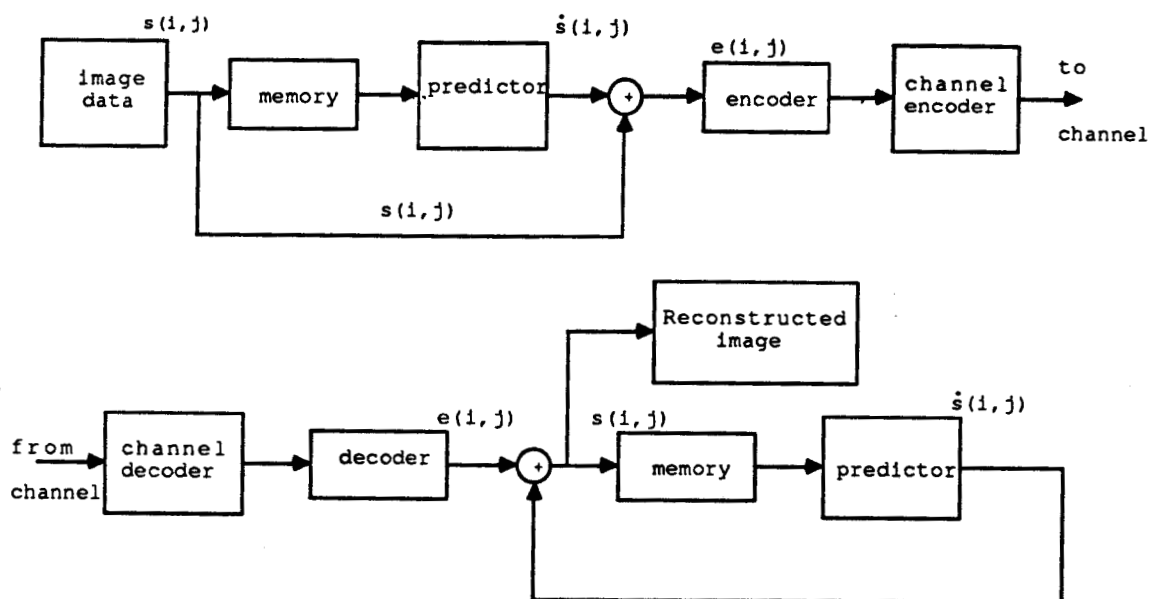 s(i,j)
ṡ(i,j)
e(i,j)
image
data
memory
predictor
+
encoder
channel
encoder
to
channel
s(i,j)
Reconstructed
image
from
channel
channel
decoder
decoder
e(i,j)
+
s(i,j)
memory
predictor
ṡ(i,j)